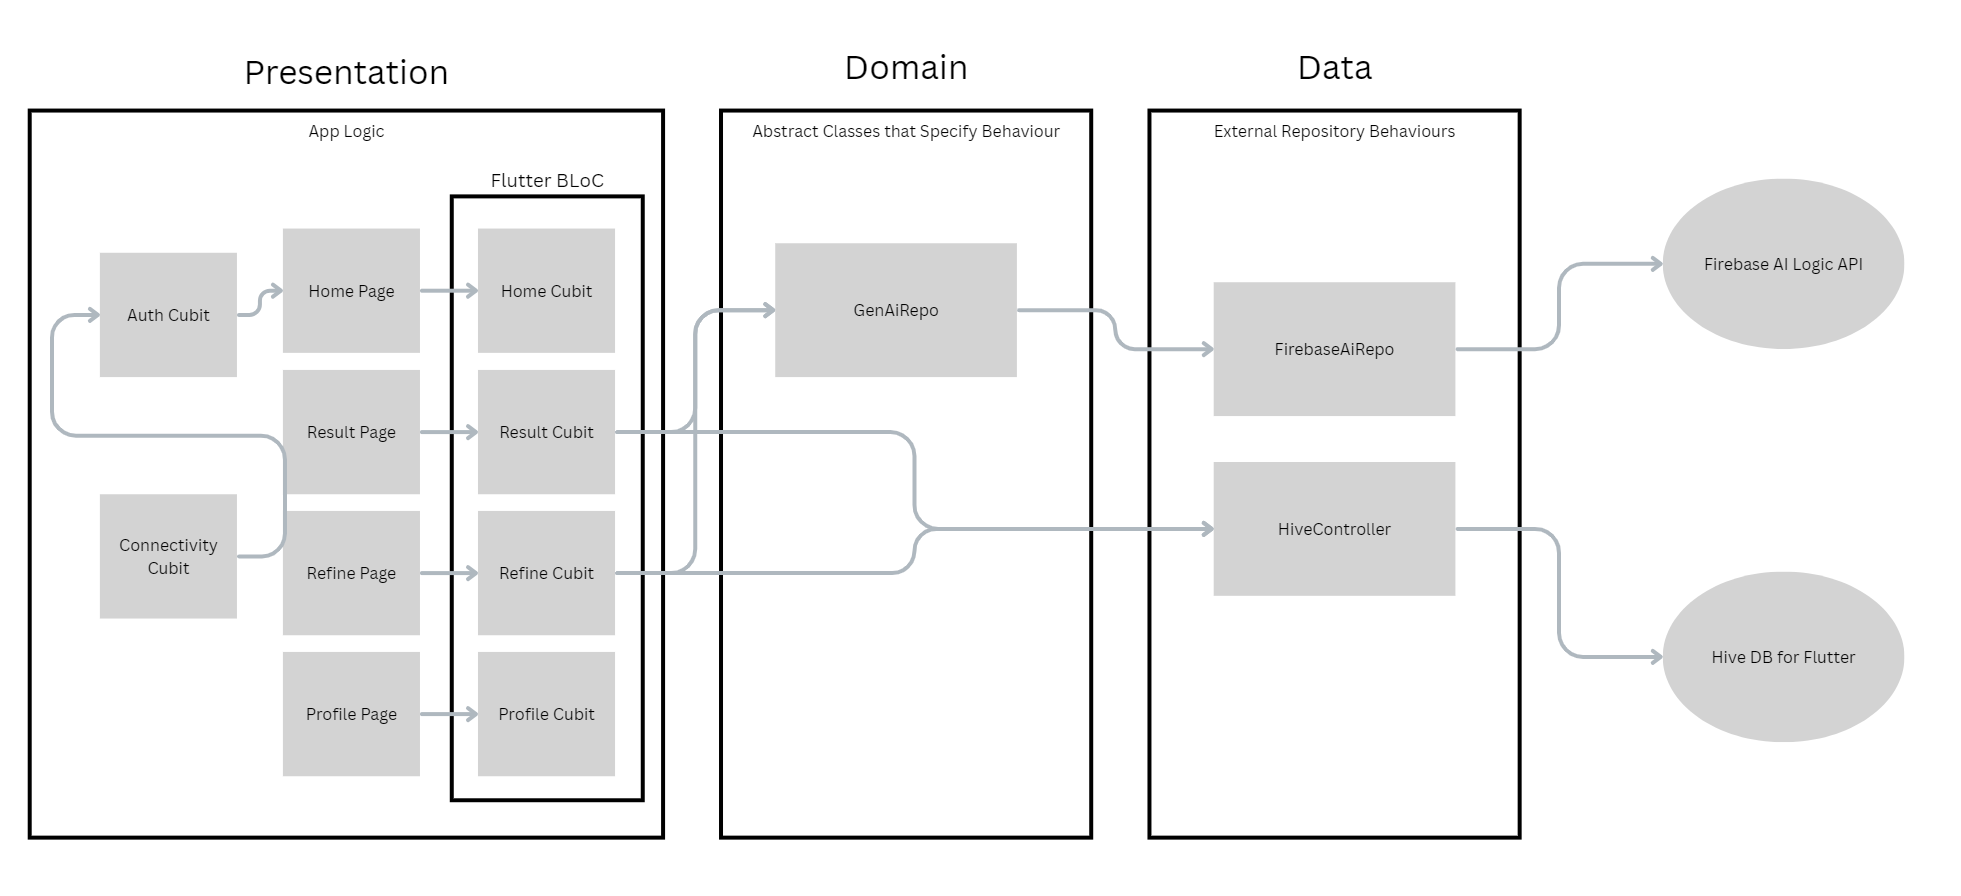 Presentation
Domain
Data
App Logic
Abstract Classes that Specify Behaviour
External Repository Behaviours
Flutter BLoC
Auth Cubit
Home Page
Home Cubit
GenAiRepo
FirebaseAiRepo
Firebase AI Logic API
Result Page
Result Cubit
Connectivity
Cubit
Refine Page
Refine Cubit
HiveController
Hive DB for Flutter
Profile Page
Profile Cubit